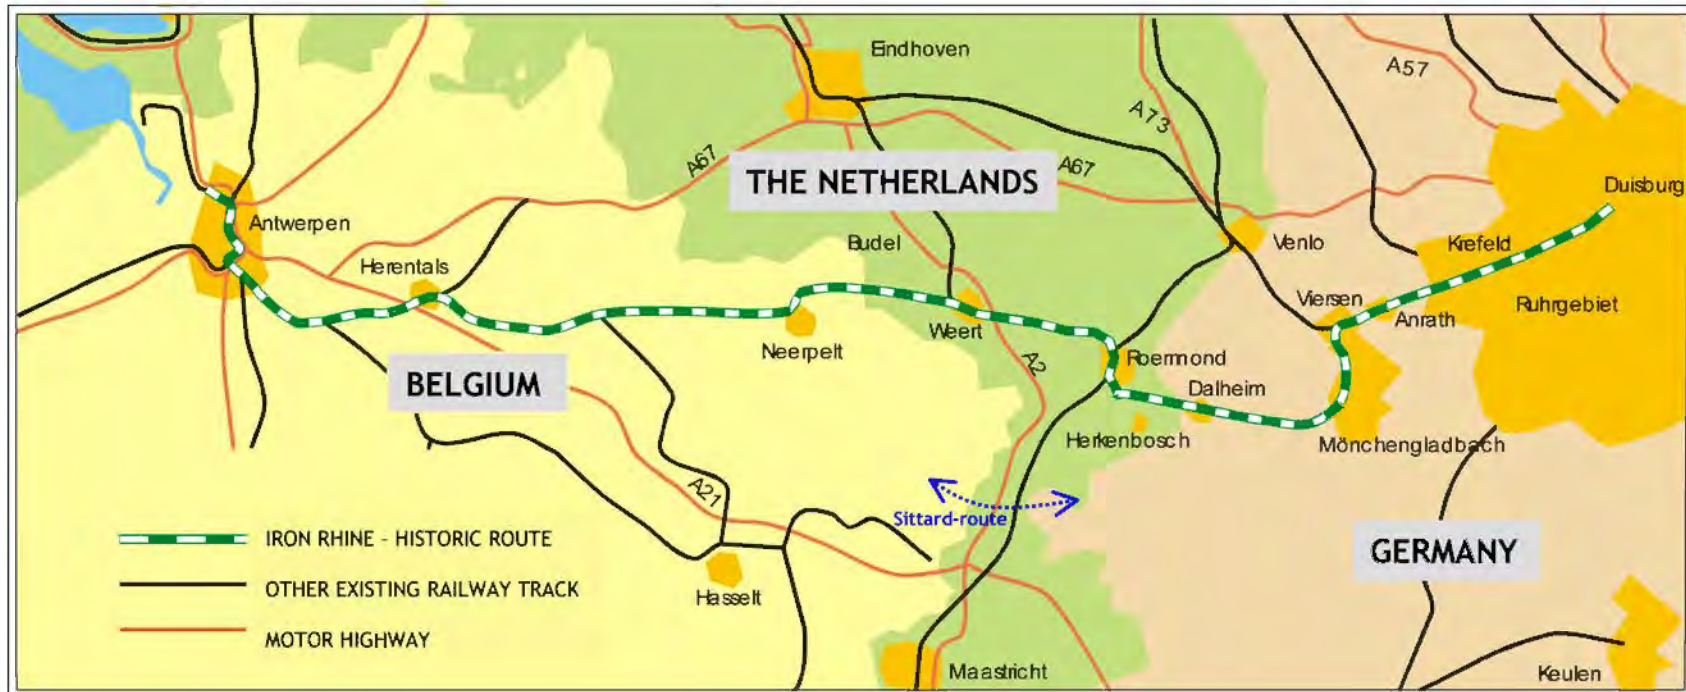 Eindhoven
A57
A73
A67
THE NETHERLANDS
A67
Duisburg
Antwerpen
Budel
Venlo
Krefeld
Herentals
Viersen
Ruhrgebiet
Anrath
Weert
Neerpelt
Roermond
A2
BELGIUM
Dalheim
Herkenbosch
Mönchengladbach
A21
Sittard-route
IRON RHINE - HISTORIC ROUTE
GERMANY
OTHER EXISTING RAILWAY TRACK
Hasselt
MOTOR HIGHWAY
Maastricht
Keulen